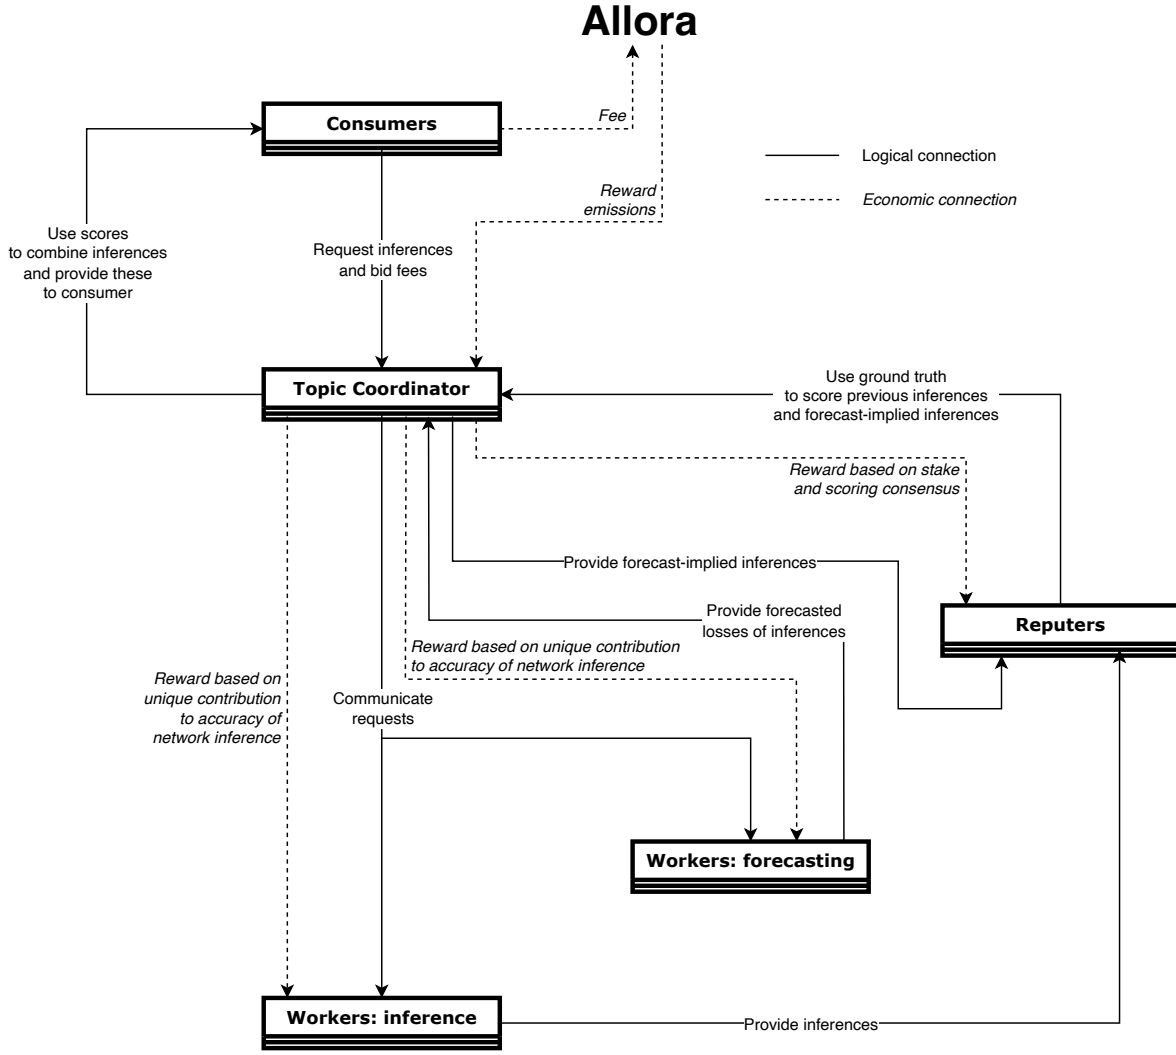 Allora
Consumers
Fee
Logical connection
Economic connection
Reward
emissions
Use scores
to combine inferences
and provide these
to consumer
Request inferences
and bid fees
Topic Coordinator
Use ground truth
to score previous inferences
and forecast-implied inferences
Reward based on stake
and scoring consensus
Provide forecast-implied inferences
Provide forecasted
losses of inferences
Reputers
Reward based on unique contribution
to accuracy of network inference
Reward based on
unique contribution
to accuracy of
network inference
Communicate
requests
Workers: forecasting
Workers: inference
Provide inferences